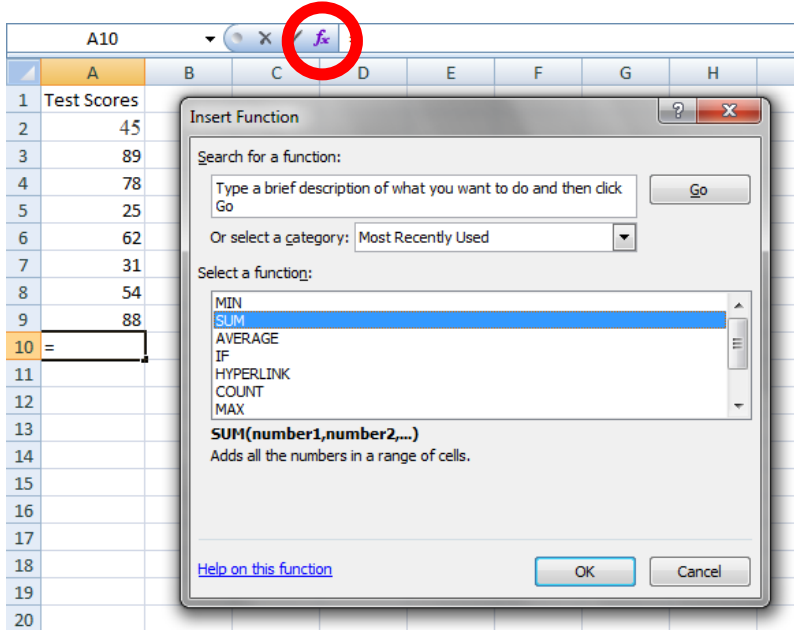 A10 fx =
A B C D E F G H
1 Test Scores
2 45
3 89
4 78
5 25
6 62
7 31
8 54
9 88
10 =
11
12
13
14
15
16
17
18
19
20
Insert Function
? X
Search for a function:
Type a brief description of what you want to do and then click
Go
Go
Or select a category: Most Recently Used
Select a function:
MIN
SUM
AVERAGE
IF
HYPERLINK
COUNT
MAX
SUM(number1,number2,...)
Adds all the numbers in a range of cells.
Help on this function
OK Cancel